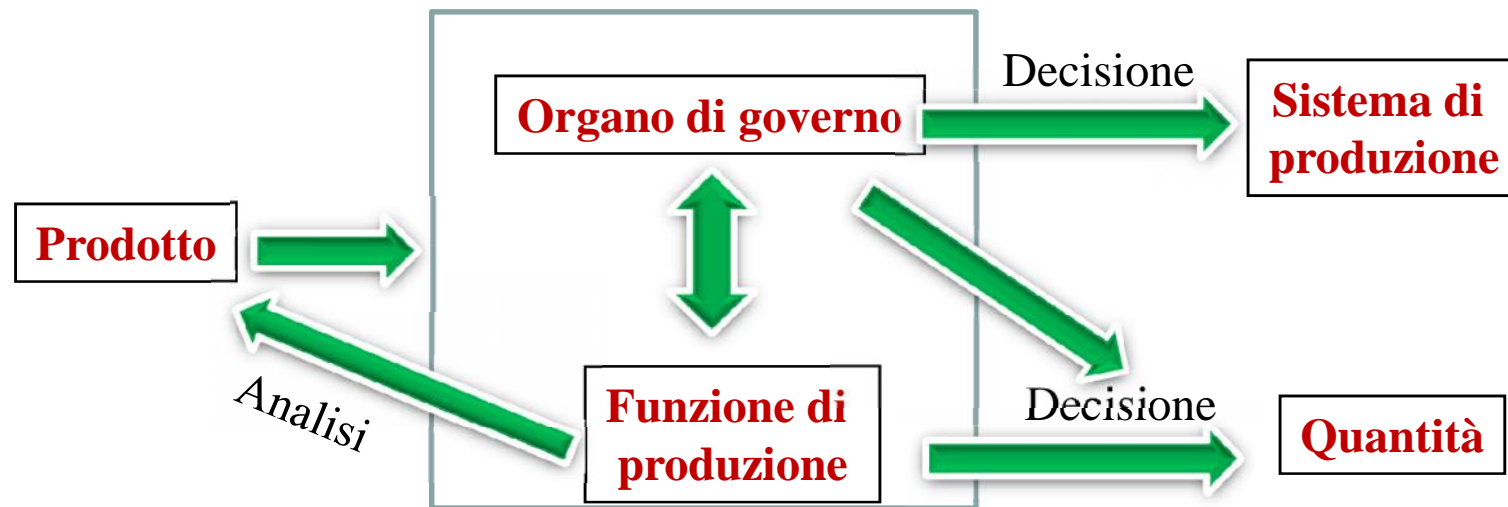 Decisione
Organo di governo
Sistema di
produzione
Prodotto
Analisi
Funzione di
produzione
Decisione
Quantità